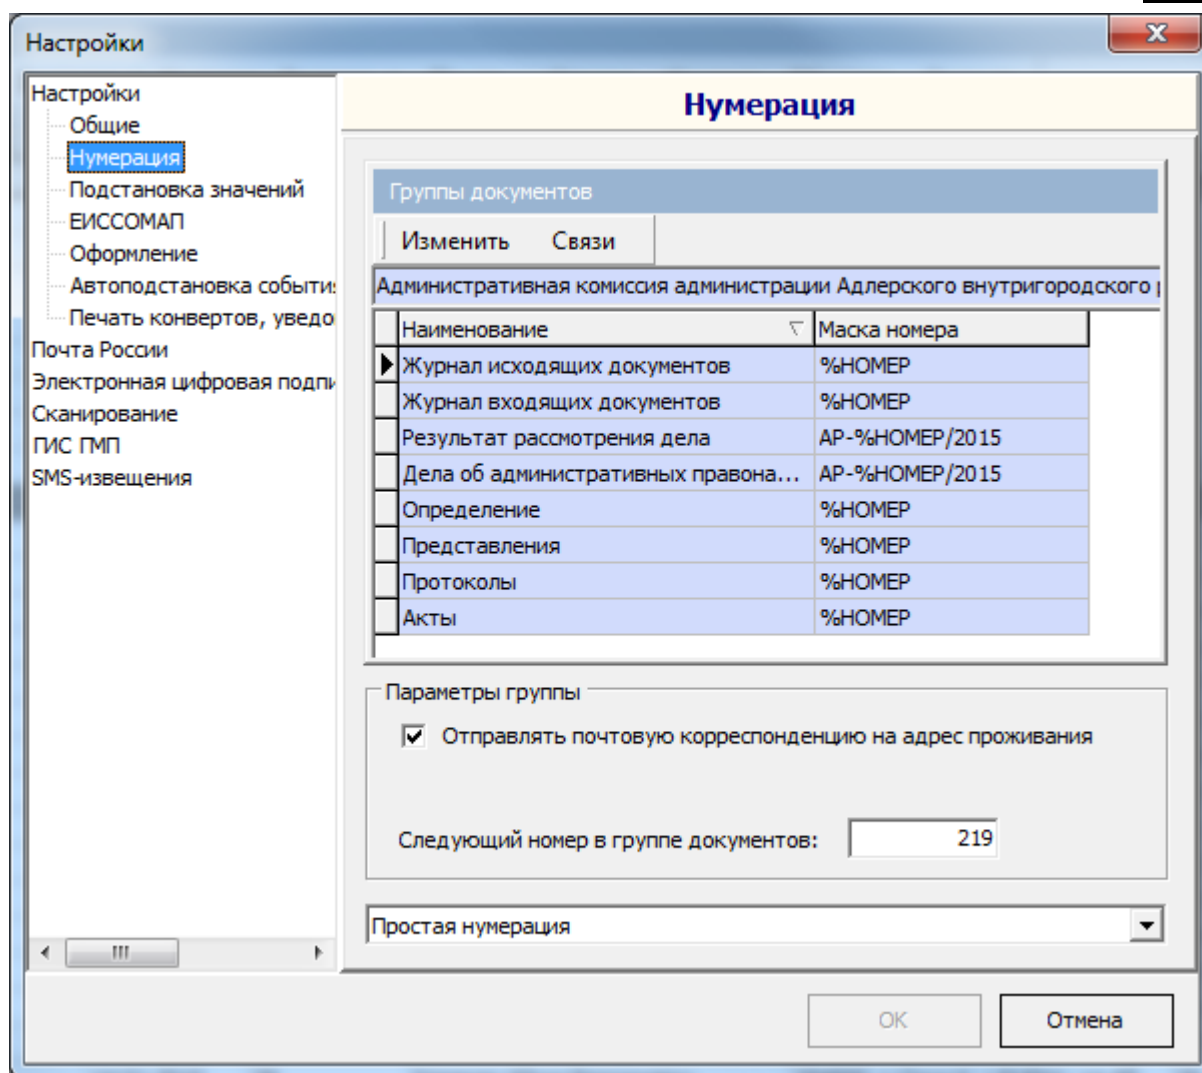 Настройки
Настройки
Общие
Нумерация
Подстановка значений
ЕИССОМАП
Оформление
Автоподстановка событи
Печать конвертов, уведо
Почта России
Электронная цифровая подпи
Сканирование
ГИС ГМП
SMS-извещения
Нумерация
Группы документов
Изменить Связи
Административная комиссия администрации Адлерского внутригородского
Наименование Маска номера
Журнал исходящих документов %НОМЕР
Журнал входящих документов %НОМЕР
Результат рассмотрения дела АР-%НОМЕР/2015
Дела об административных правона... АР-%НОМЕР/2015
Определение %НОМЕР
Представления %НОМЕР
Протоколы %НОМЕР
Акты %НОМЕР
Параметры группы
Отправлять почтовую корреспонденцию на адрес проживания
Следующий номер в группе документов: 219
Простая нумерация
ОК Отмена